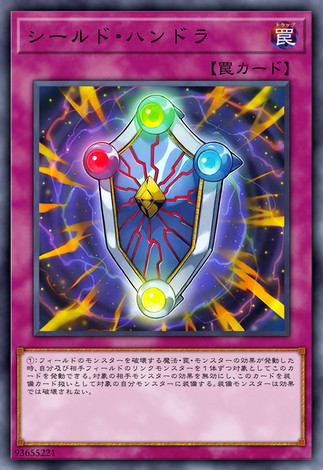 シールド・ハンドラ
トラップ
罠
【罠カード】
①:フィールドのモンスターを破壊する魔法・罠・モンスターの効果が発動した
時、自分及び相手フィールドのリンクモンスターを1体ずつ対象としてこのカ
ードを発動できる。対象の相手モンスターの効果を無効にし、このカードを装
備カード扱いとして対象の自分モンスターに装備する。装備モンスターは効果
では破壊されない。
93655221